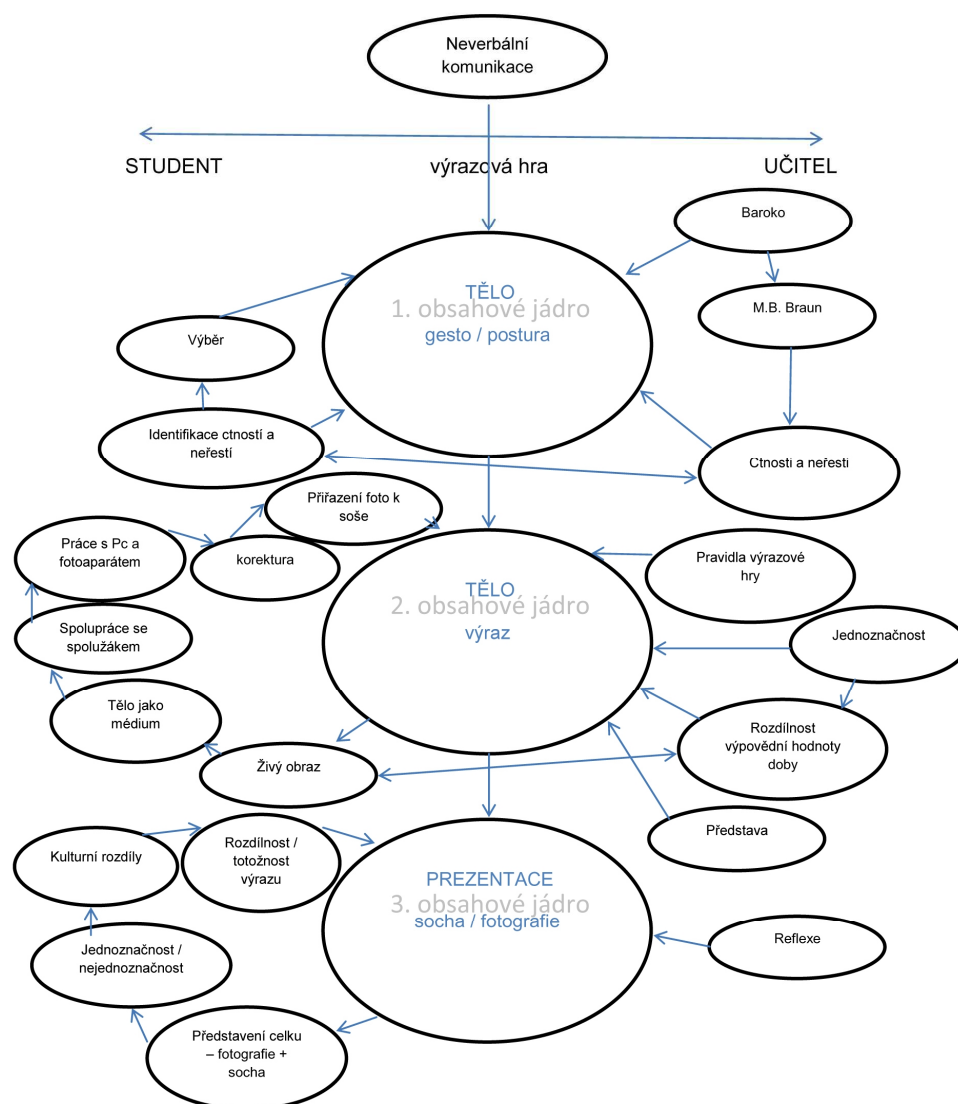 Neverbální
komunikace
STUDENT
výrazová hra
UČITEL
Baroko
TĚLO
1. obsahové jádro
gesto / postura
M.B. Braun
Výběr
Identifikace ctností a
neřestí
Ctnosti a neřesti
Přiřazení foto k
soše
Práce s Pc a
fotoaparátem
korektura
Pravidla výrazové
hry
TĚLO
2. obsahové jádro
výraz
Spolupráce se
spolužákem
Jednoznačnost
Tělo jako
médium
Rozdílnost
výpovědní hodnoty
doby
Živý obraz
Představa
Kulturní rozdíly
Rozdílnost /
totožnost
výrazu
PREZENTACE
3. obsahové jádro
socha / fotografie
Reflexe
Jednoznačnost /
nejednoznačnost
Představení celku
– fotografie +
socha